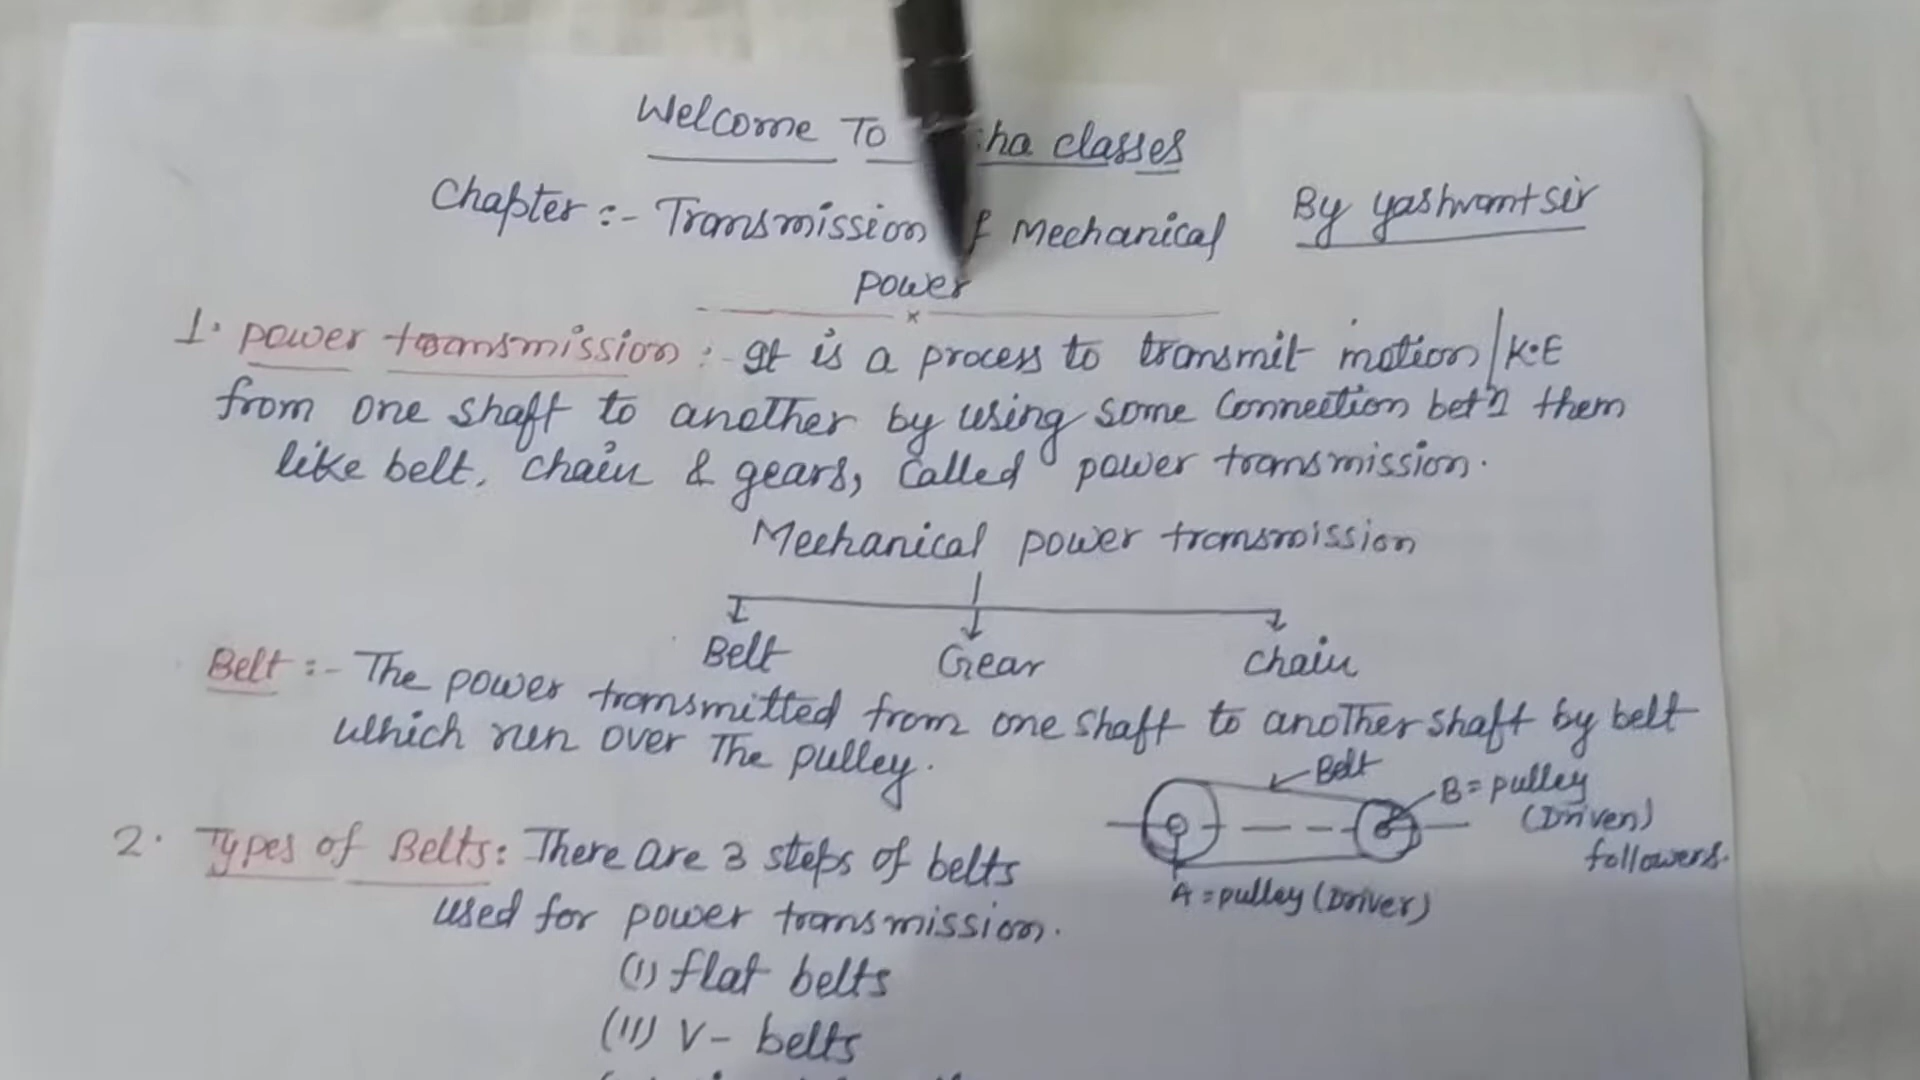 Welcome To classes
Chapter :- Transmission of Mechanical
power
By yashwant sir
1. power transmission :- It is a process to transmit motion/K.E
from one shaft to another by using some Connection betn them
like belt, chain & gears, Called power transmission.
Mechanical power transmission
Belt Gear chain
Belt :- The power transmitted from one shaft to another shaft by belt
which run over The pulley.
Belt
B = pulley
(Driven)
followers.
A = pulley (Driver)
2. Types of Belts: There are 3 steps of belts
used for power transmission.
(I) flat belts
(II) V- belts